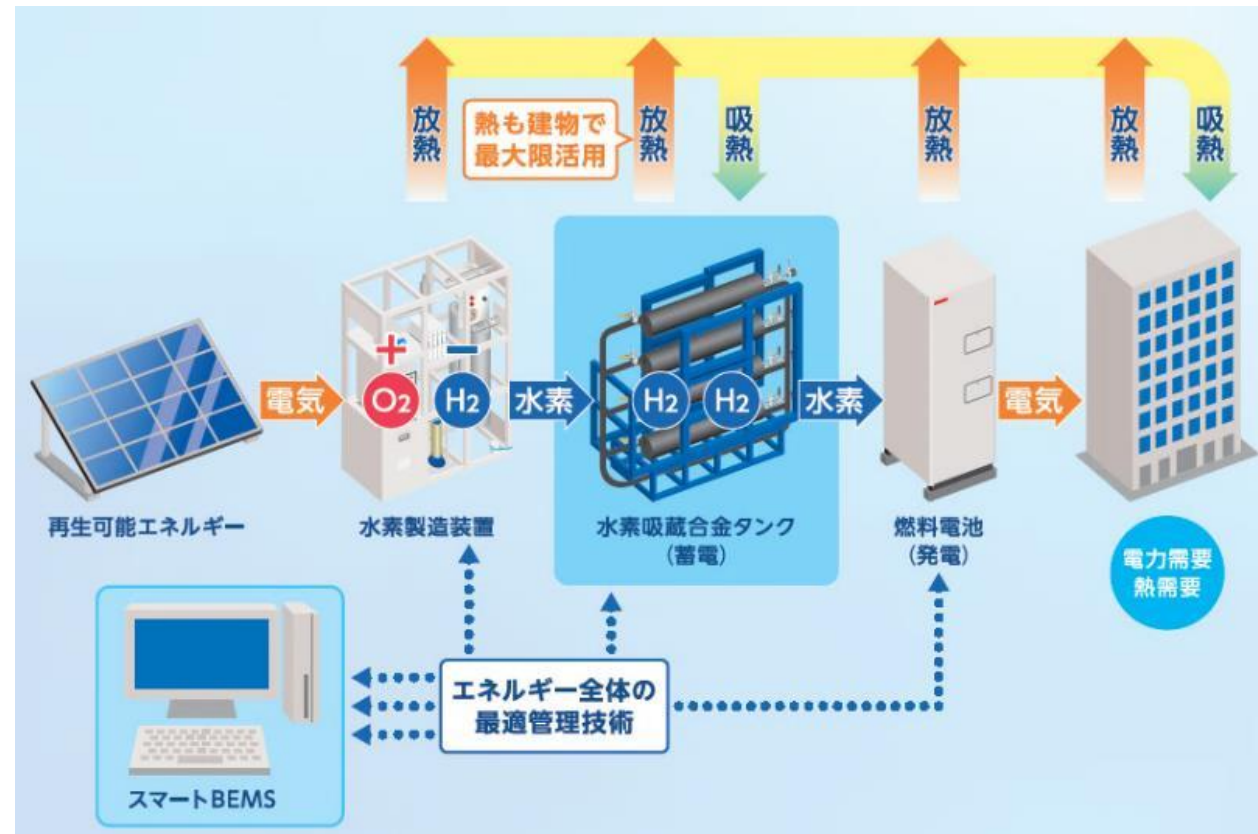 放熱
熱も建物で
最大限活用
放熱
吸熱
放熱
放熱
吸熱
電気
+
O2
−
H2
水素
H2
H2
水素
電気
再生可能エネルギー
水素製造装置
水素吸蔵合金タンク
(蓄電)
燃料電池
(発電)
電力需要
熱需要
エネルギー全体の
最適管理技術
スマートBEMS